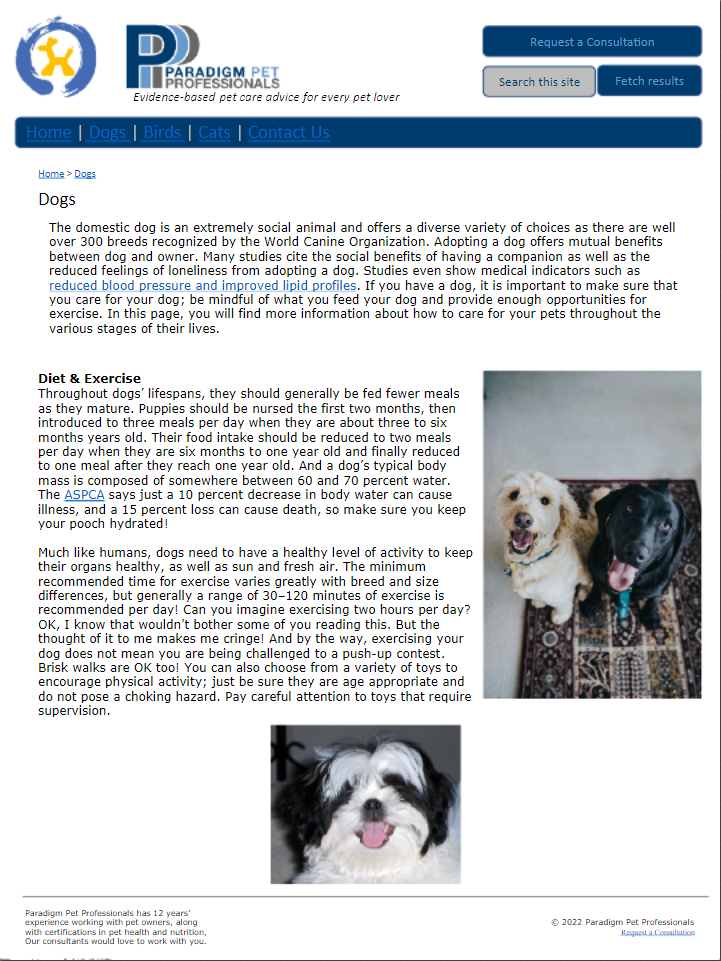 Request a Consultation
PARADIGM PET
PROFESSIONALS
Search this site
Fetch results
Evidence-based pet care advice for every pet lover
Home | Dogs | Birds | Cats | Contact Us
Home > Dogs
Dogs
The domestic dog is an extremely social animal and offers a diverse variety of choices as there are well
over 300 breeds recognized by the World Canine Organization. Adopting a dog offers mutual benefits
between dog and owner. Many studies cite the social benefits of having a companion as well as the
reduced feelings of loneliness from adopting a dog. Studies even show medical indicators such as
reduced blood pressure and improved lipid profiles. If you have a dog, it is important to make sure that
you care for your dog; be mindful of what you feed your dog and provide enough opportunities for
exercise. In this page, you will find more information about how to care for your pets throughout the
various stages of their lives.
Diet & Exercise
Throughout dogs’ lifespans, they should generally be fed fewer meals
as they mature. Puppies should be nursed the first two months, then
introduced to three meals per day when they are about three to six
months years old. Their food intake should be reduced to two meals
per day when they are six months to one year old and finally reduced
to one meal after they reach one year old. And a dog’s typical body
mass is composed of somewhere between 60 and 70 percent water.
The ASPCA says just a 10 percent decrease in body water can cause
illness, and a 15 percent loss can cause death, so make sure you keep
your pooch hydrated!
Much like humans, dogs need to have a healthy level of activity to keep
their organs healthy, as well as sun and fresh air. The minimum
recommended time for exercise varies greatly with breed and size
differences, but generally a range of 30–120 minutes of exercise is
recommended per day! Can you imagine exercising two hours per day?
OK, I know that wouldn't bother some of you reading this. But the
thought of it to me makes me cringe! And by the way, exercising your
dog does not mean you are being challenged to a push-up contest.
Brisk walks are OK too! You can also choose from a variety of toys to
encourage physical activity; just be sure they are age appropriate and
do not pose a choking hazard. Pay careful attention to toys that require
supervision.
Paradigm Pet Professionals has 12 years’
experience working with pet owners, along
with certifications in pet health and nutrition,
Our consultants would love to work with you.
© 2022 Paradigm Pet Professionals
Request a Consultation